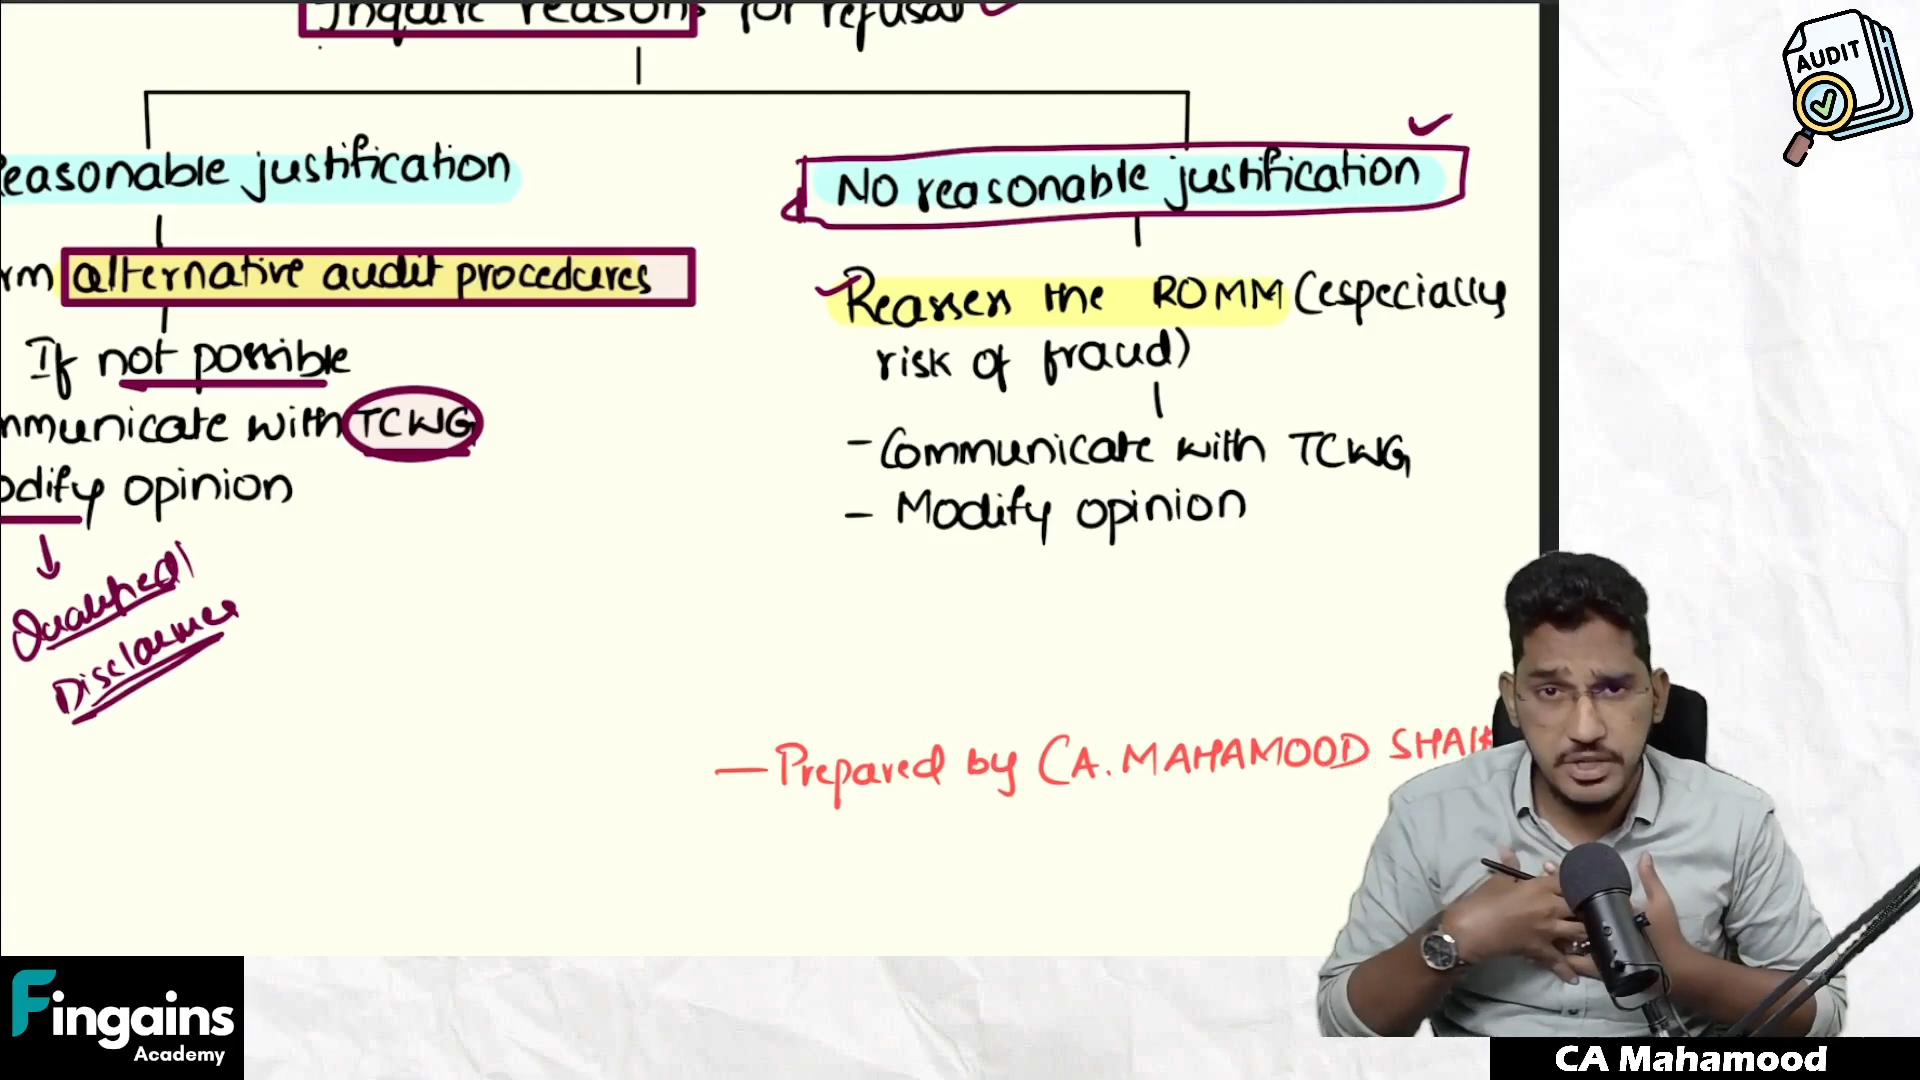 Inquire reasons for refusal
AUDIT
easonable justification
NO reasonable justification
rm alternative audit procedures
Reassess the ROMM (especially
risk of fraud)
If not possible
mmunicate with TCWG
odify opinion
- Communicate with TCWG
- Modify opinion
Qualified/
Disclaimer
— Prepared by CA. MAHAMOOD SHAIK
Fingains
Academy
CA Mahamood